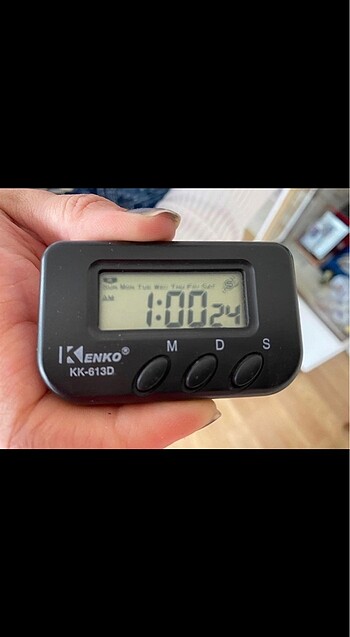 SUN MON TUE WED THU FRI SAT
AM
1:00 24
M D S
KENKO®
KK-613D